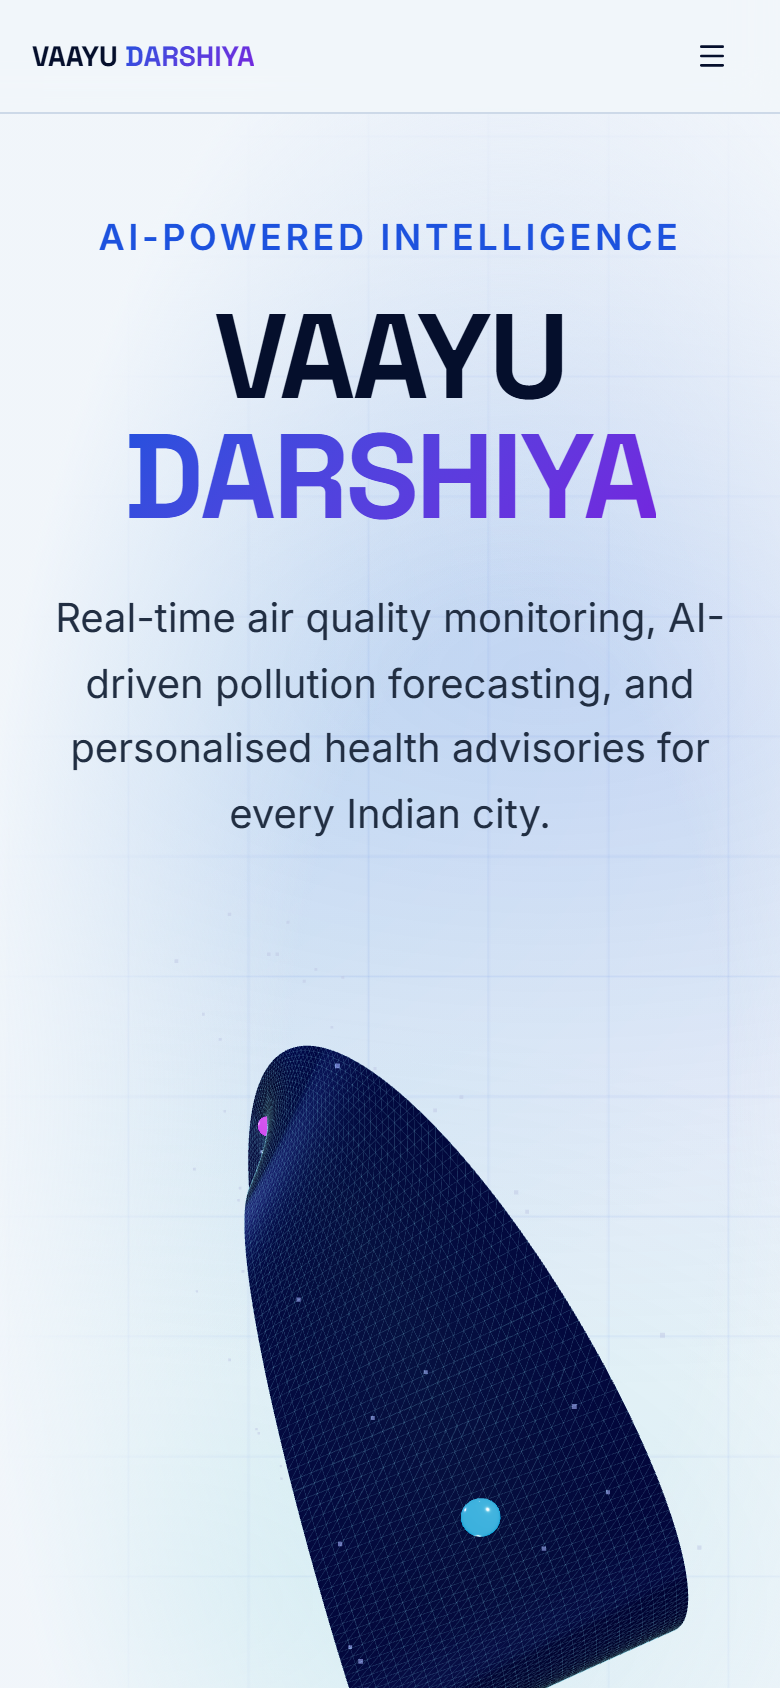 VAAYU DARSHIYA
AI-POWERED INTELLIGENCE
VAAYU
DARSHIYA
Real-time air quality monitoring, AI-
driven pollution forecasting, and
personalised health advisories for
every Indian city.